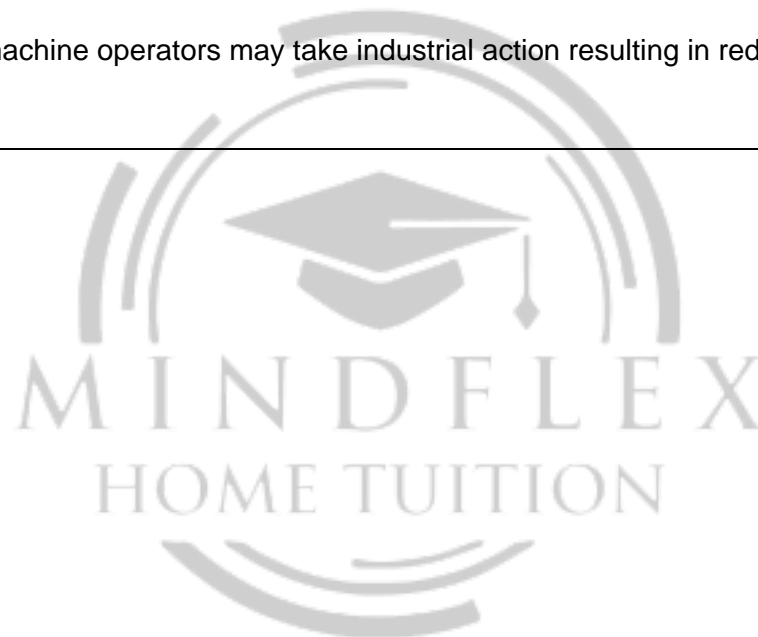 achine operators may take industrial action resulting in red
MINDFLEX
HOME TUITION